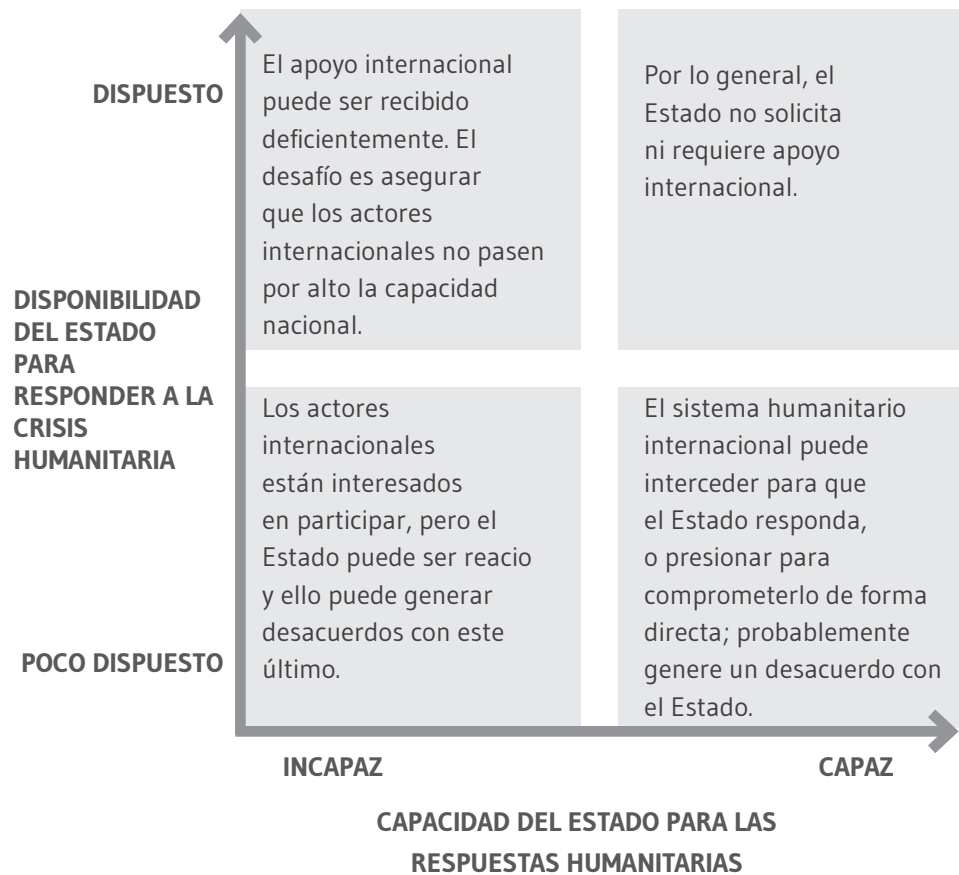 DISPUESTO
El apoyo internacional
puede ser recibido
deficientemente. El
desafío es asegurar
que los actores
internacionales no pasen
por alto la capacidad
nacional.
Por lo general, el
Estado no solicita
ni requiere apoyo
internacional.
DISPONIBILIDAD
DEL ESTADO
PARA
RESPONDER A LA
CRISIS
HUMANITARIA
Los actores
internacionales
están interesados
en participar, pero el
Estado puede ser reacio
y ello puede generar
desacuerdos con este
último.
El sistema humanitario
internacional puede
interceder para que
el Estado responda,
o presionar para
comprometerlo de forma
directa; probablemente
genere un desacuerdo con
el Estado.
POCO DISPUESTO
INCAPAZ
CAPAZ
CAPACIDAD DEL ESTADO PARA LAS
RESPUESTAS HUMANITARIAS